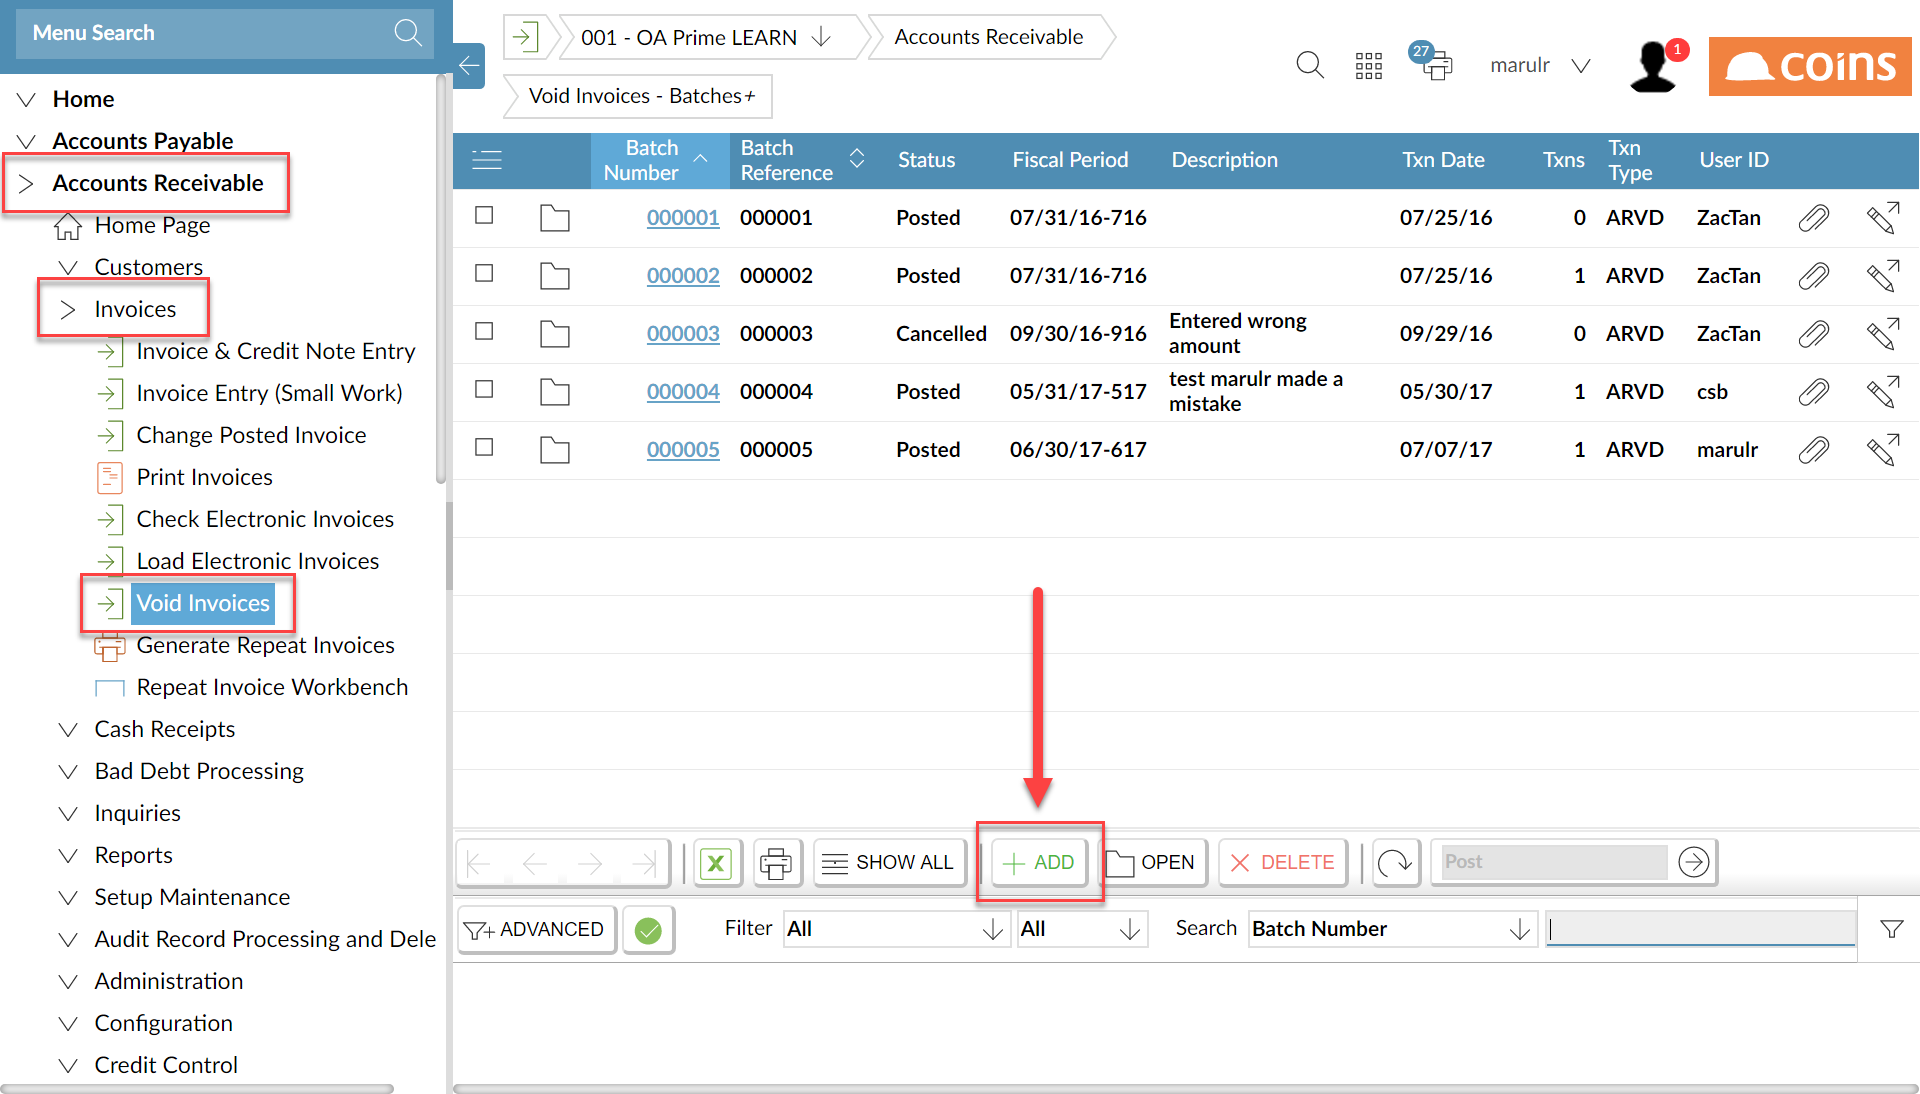 Menu Search
Home
Accounts Payable
Accounts Receivable
Home Page
Customers
Invoices
Invoice & Credit Note Entry
Invoice Entry (Small Work)
Change Posted Invoice
Print Invoices
Check Electronic Invoices
Load Electronic Invoices
Void Invoices
Generate Repeat Invoices
Repeat Invoice Workbench
Cash Receipts
Bad Debt Processing
Inquiries
Reports
Setup Maintenance
Audit Record Processing and Dele
Administration
Configuration
Credit Control
001 - OA Prime LEARN
Accounts Receivable
Void Invoices - Batches+
27
marulr
1
coins
Batch Number Batch Reference Status Fiscal Period Description Txn Date Txns Txn Type User ID
000001 000001 Posted 07/31/16-716 07/25/16 0 ARVD ZacTan
000002 000002 Posted 07/31/16-716 07/25/16 1 ARVD ZacTan
000003 000003 Cancelled 09/30/16-916 Entered wrong amount 09/29/16 0 ARVD ZacTan
000004 000004 Posted 05/31/17-517 test marulr made a mistake 05/30/17 1 ARVD csb
000005 000005 Posted 06/30/17-617 07/07/17 1 ARVD marulr
X SHOW ALL ADD OPEN DELETE Post
ADVANCED Filter All All Search Batch Number